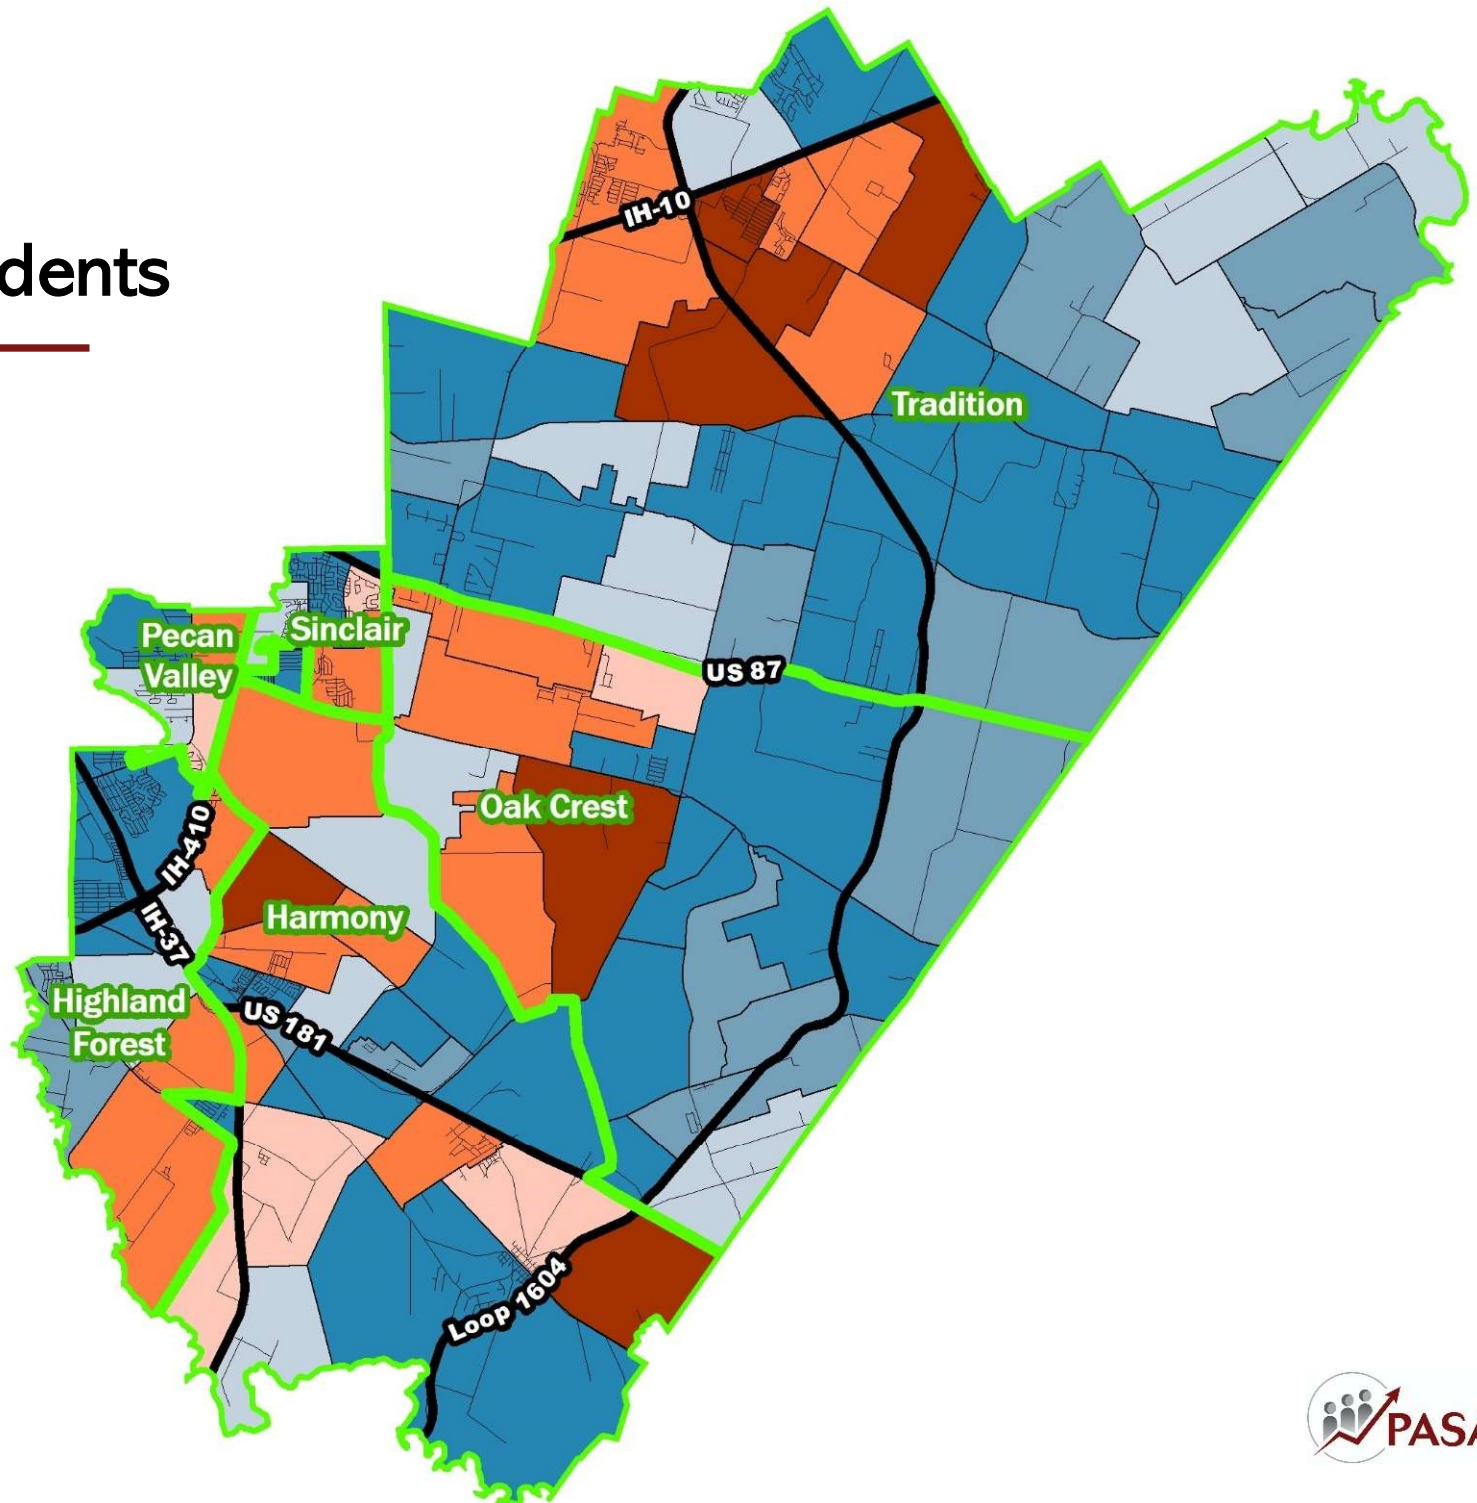 dents
IH-10
Tradition
Pecan
Valley
Sinclair
US 87
Oak Crest
IH-410
Harmony
IH-37
Highland
Forest
US 181
Loop 1604
PASA